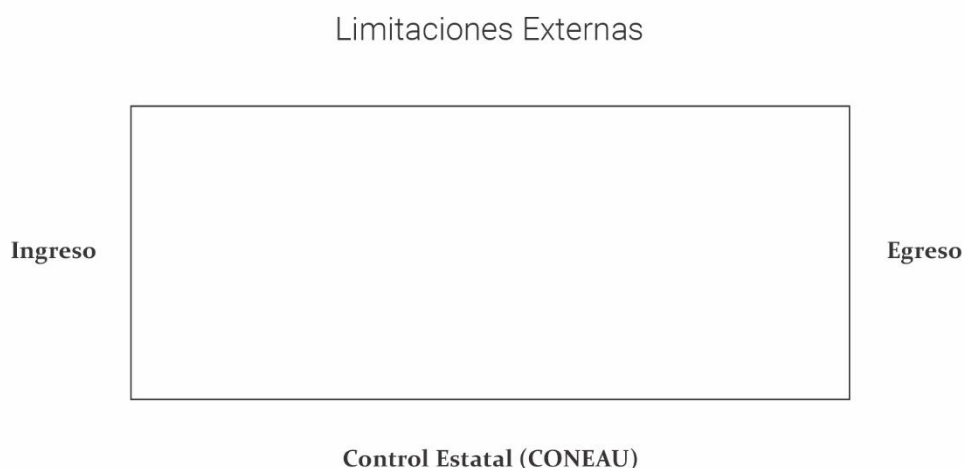 Limitaciones Externas
Ingreso
Egreso
Control Estatal (CONEAU)